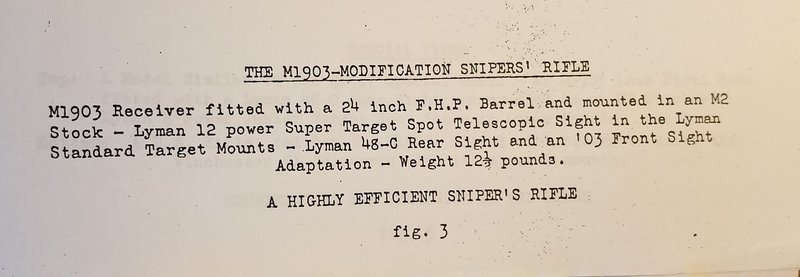 THE M1903-MODIFICATION SNIPERS' RIFLE
M1903 Receiver fitted with a 24 inch F.H.P. Barrel and mounted in an M2
Stock - Lyman 12 power Super Target Spot Telescopic Sight in the Lyman
Standard Target Mounts - Lyman 48-C Rear Sight and an '03 Front Sight
Adaptation - Weight 12½ pounds.
A HIGHLY EFFICIENT SNIPER'S RIFLE
fig. 3